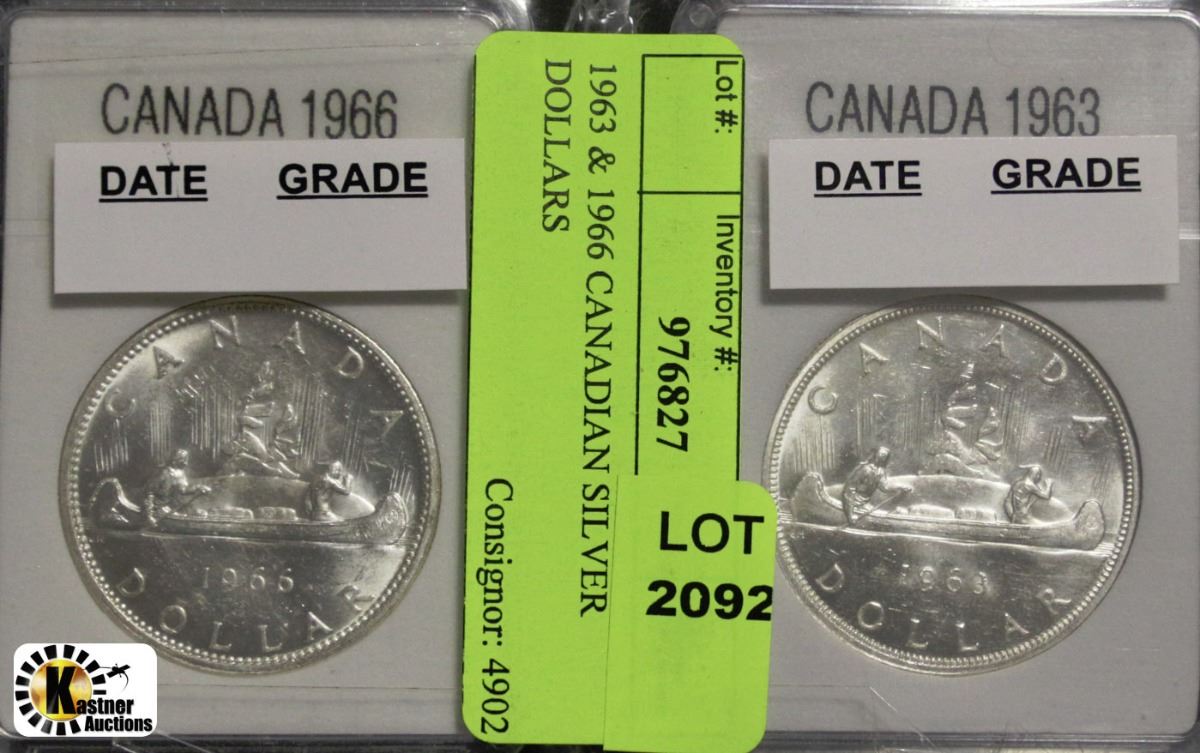 CANADA 1966
DATE GRADE
CANADA
1966
DOLLAR
Lot #:
Inventory #:
976827
1963 & 1966 CANADIAN SILVER
DOLLARS
Consignor: 4902
LOT
2092
CANADA 1963
DATE GRADE
CANADA
1963
DOLLAR
Kastner
Auctions